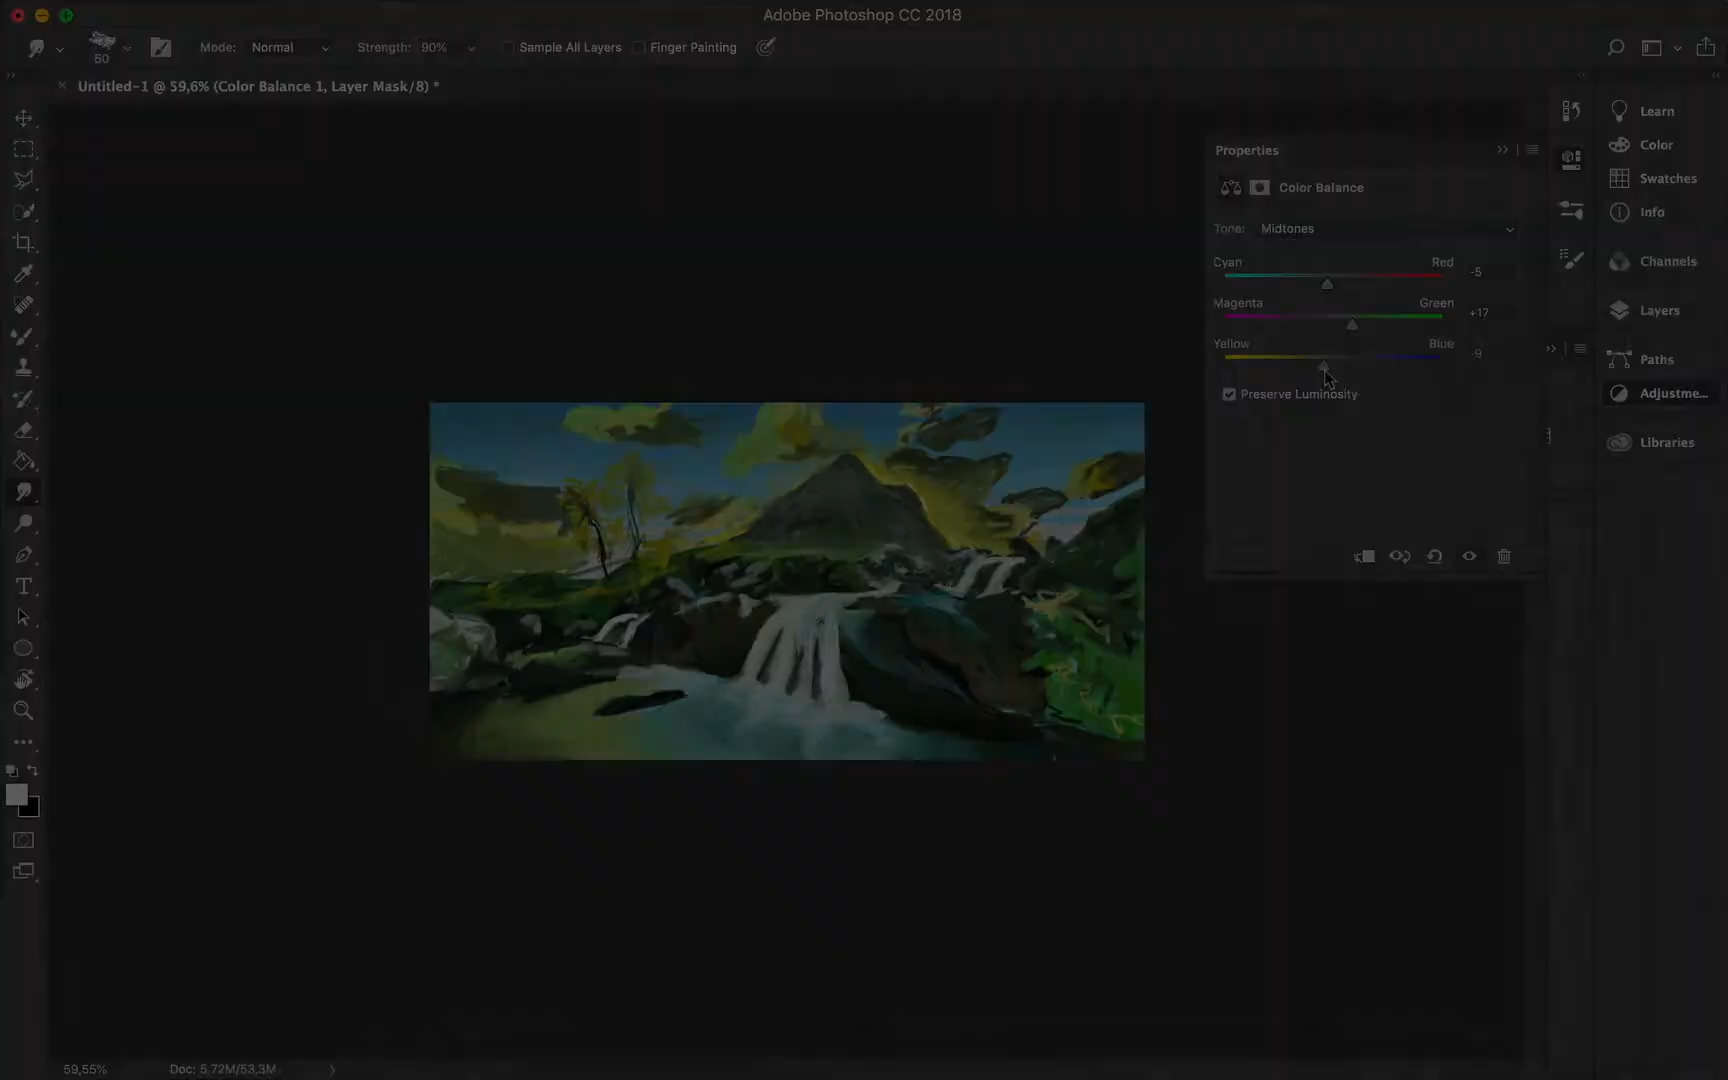 Adobe Photoshop CC 2018
50
Mode: Normal
Strength: 90%
Sample All Layers
Finger Painting
Untitled-1 @ 59,6% (Color Balance 1, Layer Mask/8) *
Properties
Color Balance
Tone: Midtones
Cyan Red -5
Magenta Green +17
Yellow Blue -9
Preserve Luminosity
Learn
Color
Swatches
Info
Channels
Layers
Paths
Adjustme...
Libraries
59,55%
Doc: 5,72M/53,3M